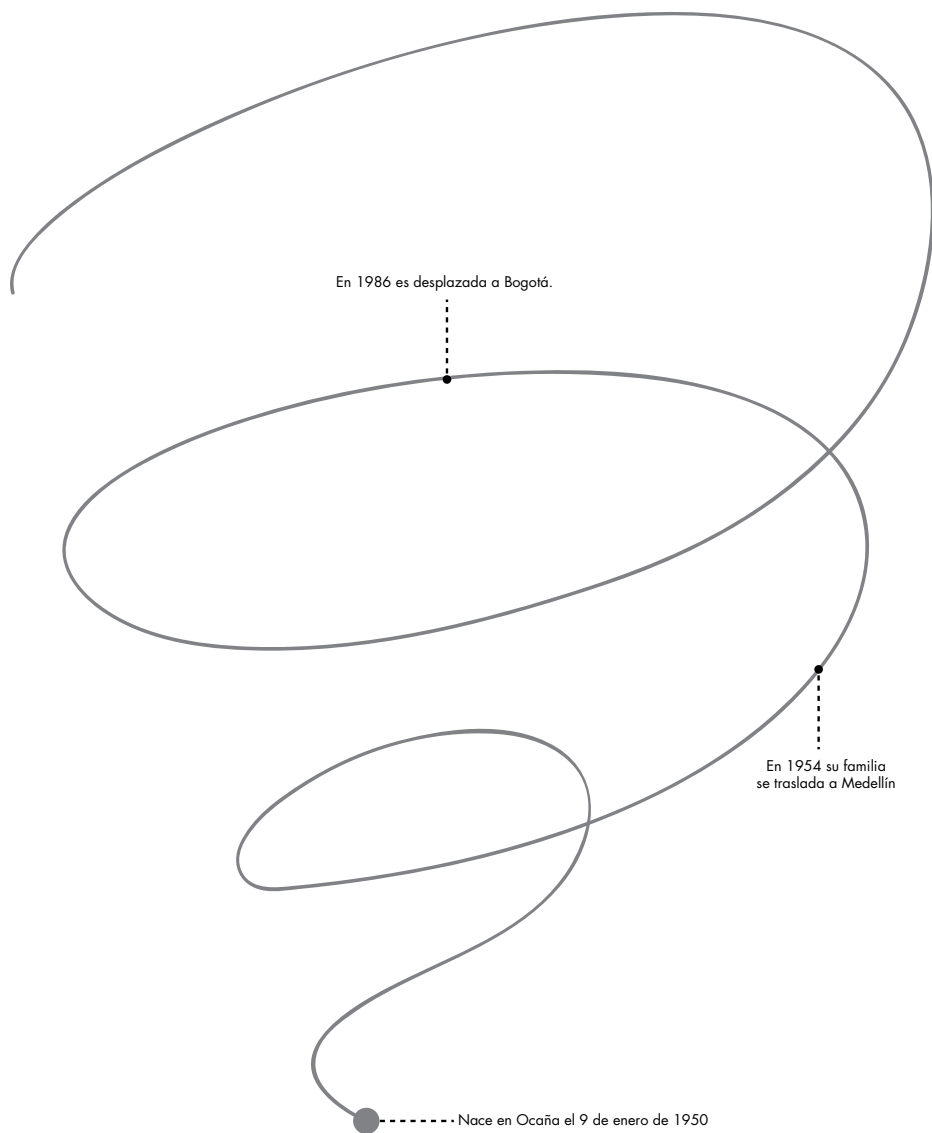 En 1986 es desplazada a Bogotá.
En 1954 su familia
se traslada a Medellín
Nace en Ocaña el 9 de enero de 1950